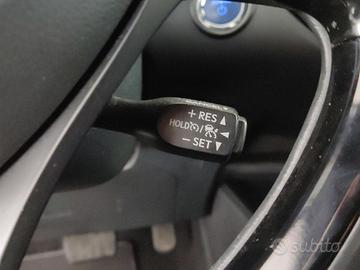 + RES ▲
HOLD / ◄
– SET ▼
subito